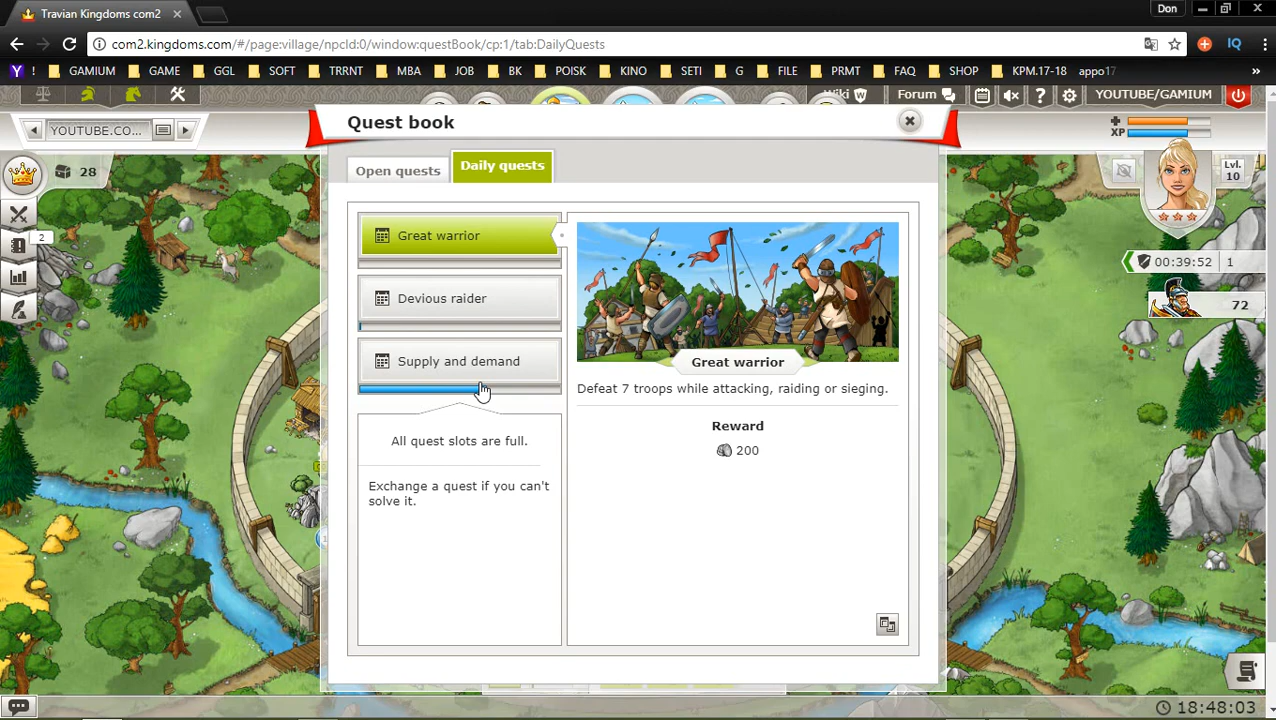 Travian Kingdoms com2
Don
com2.kingdoms.com/#/page:village/npcId:0/window:questBook/cp:1/tab:DailyQuests
IQ
Y ! GAMIUM GAME GGL SOFT TRRNT MBA JOB BK POISK KINO SETI G FILE PRMT FAQ SHOP KPM.17-18 appo17 »
Wiki Forum ? YOUTUBE/GAMIUM
YOUTUBE.CO...
Quest book
XP
28
Open quests
Daily quests
Lvl.
10
Great warrior
2
00:39:52 1
Devious raider
72
Supply and demand
Great warrior
Defeat 7 troops while attacking, raiding or sieging.
Reward
200
All quest slots are full.
Exchange a quest if you can't
solve it.
18:48:03